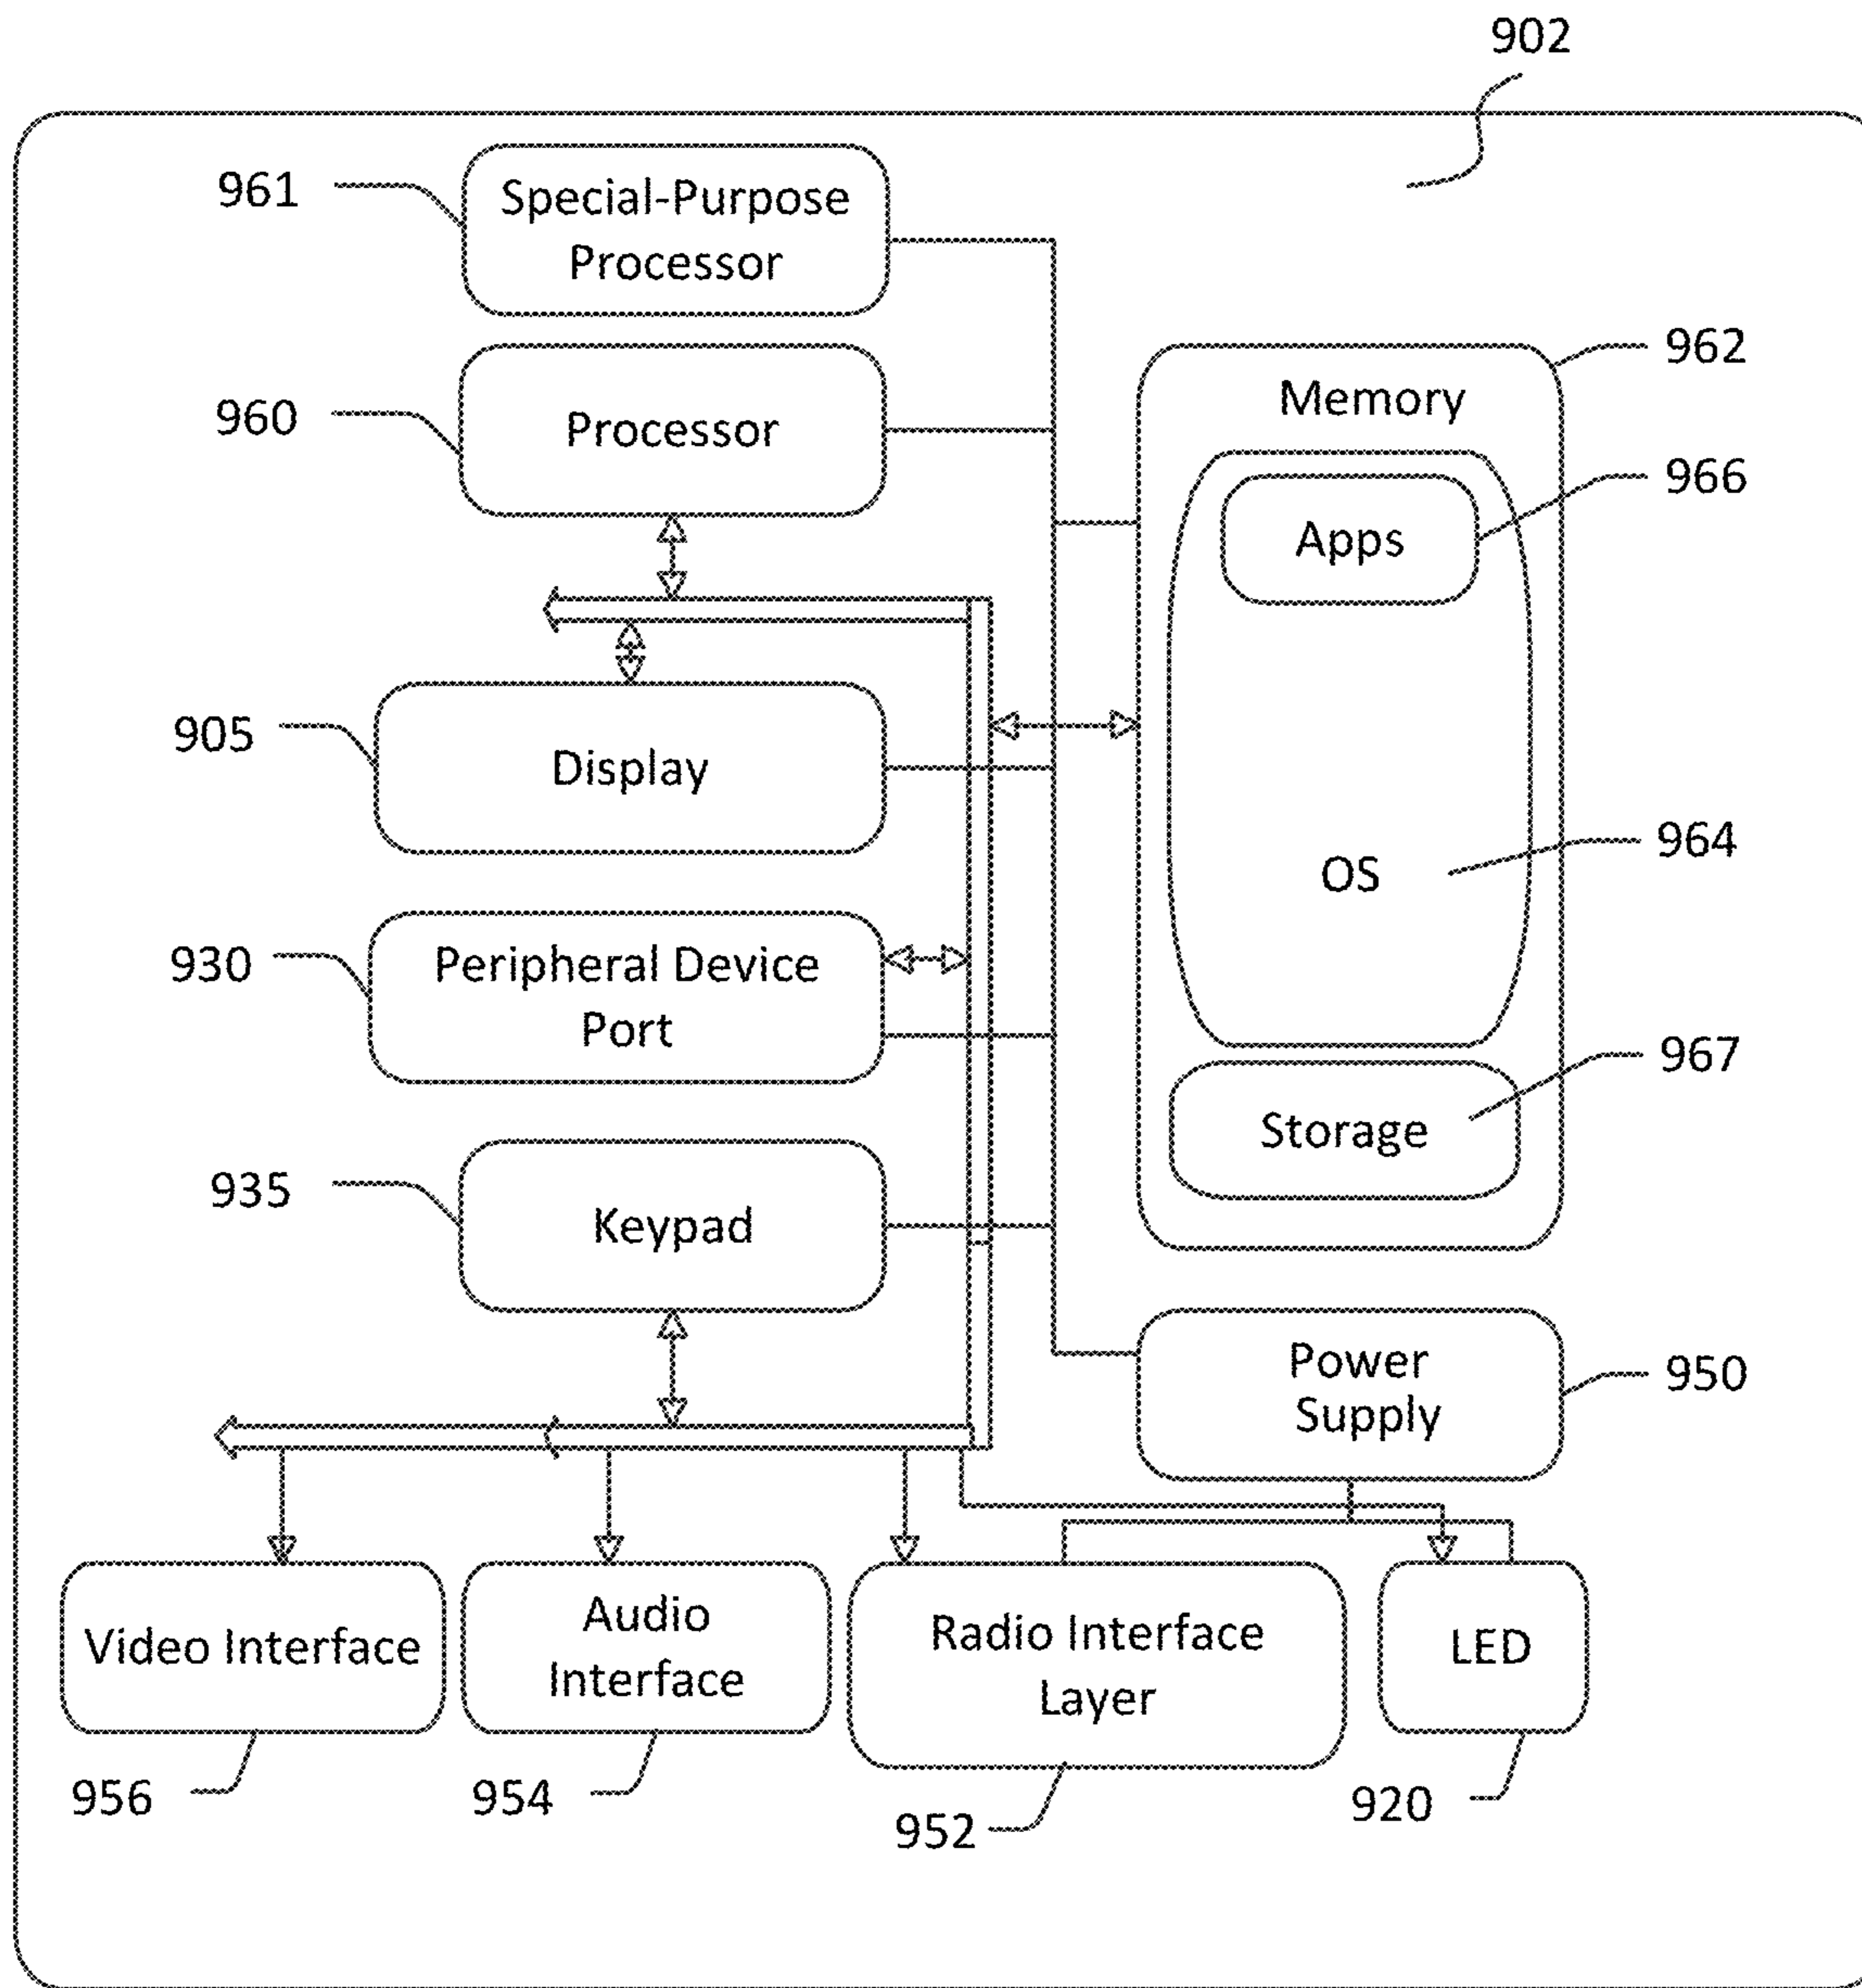 902
961
Special-Purpose
Processor
962
Memory
960
Processor
966
Apps
905
Display
964
OS
930
Peripheral Device
Port
967
Storage
935
Keypad
Power
Supply
950
Video Interface
Audio
Interface
Radio Interface
Layer
LED
956
954
952
920